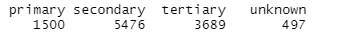 primary secondary tertiary unknown
1500 5476 3689 497